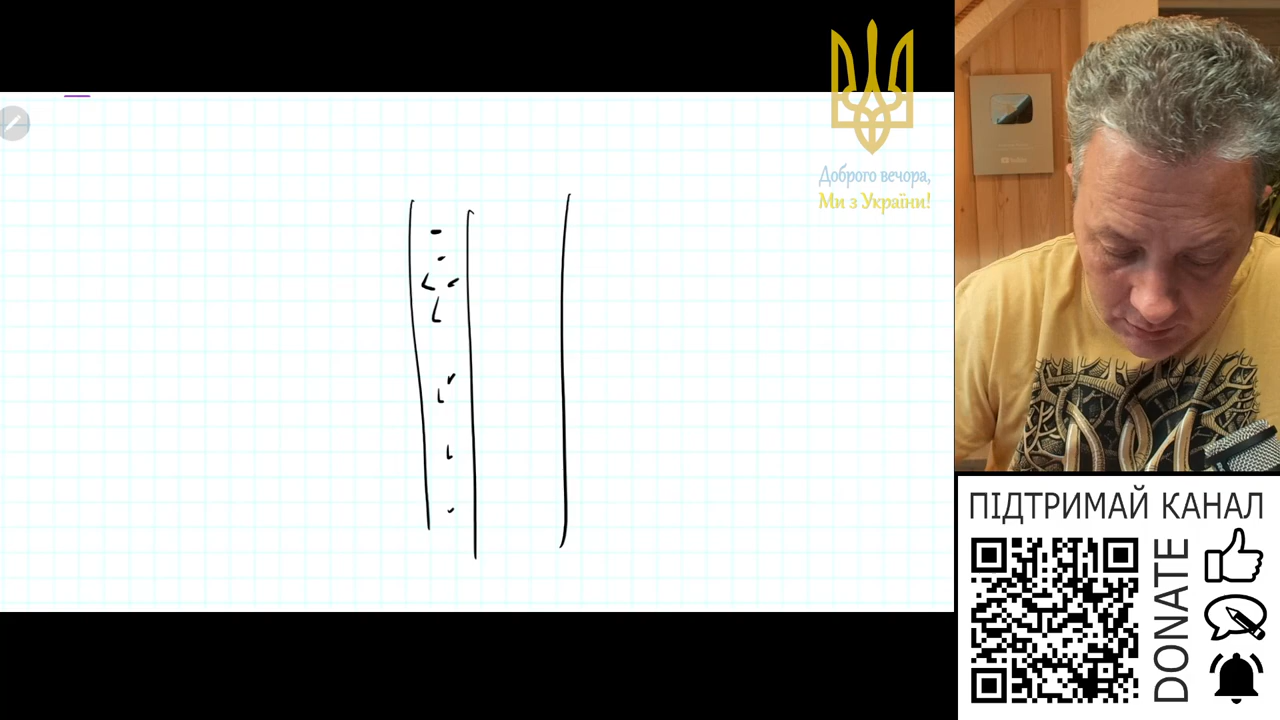 Доброго вечора,
Ми з України!
ПІДТРИМАЙ КАНАЛ
DONATE